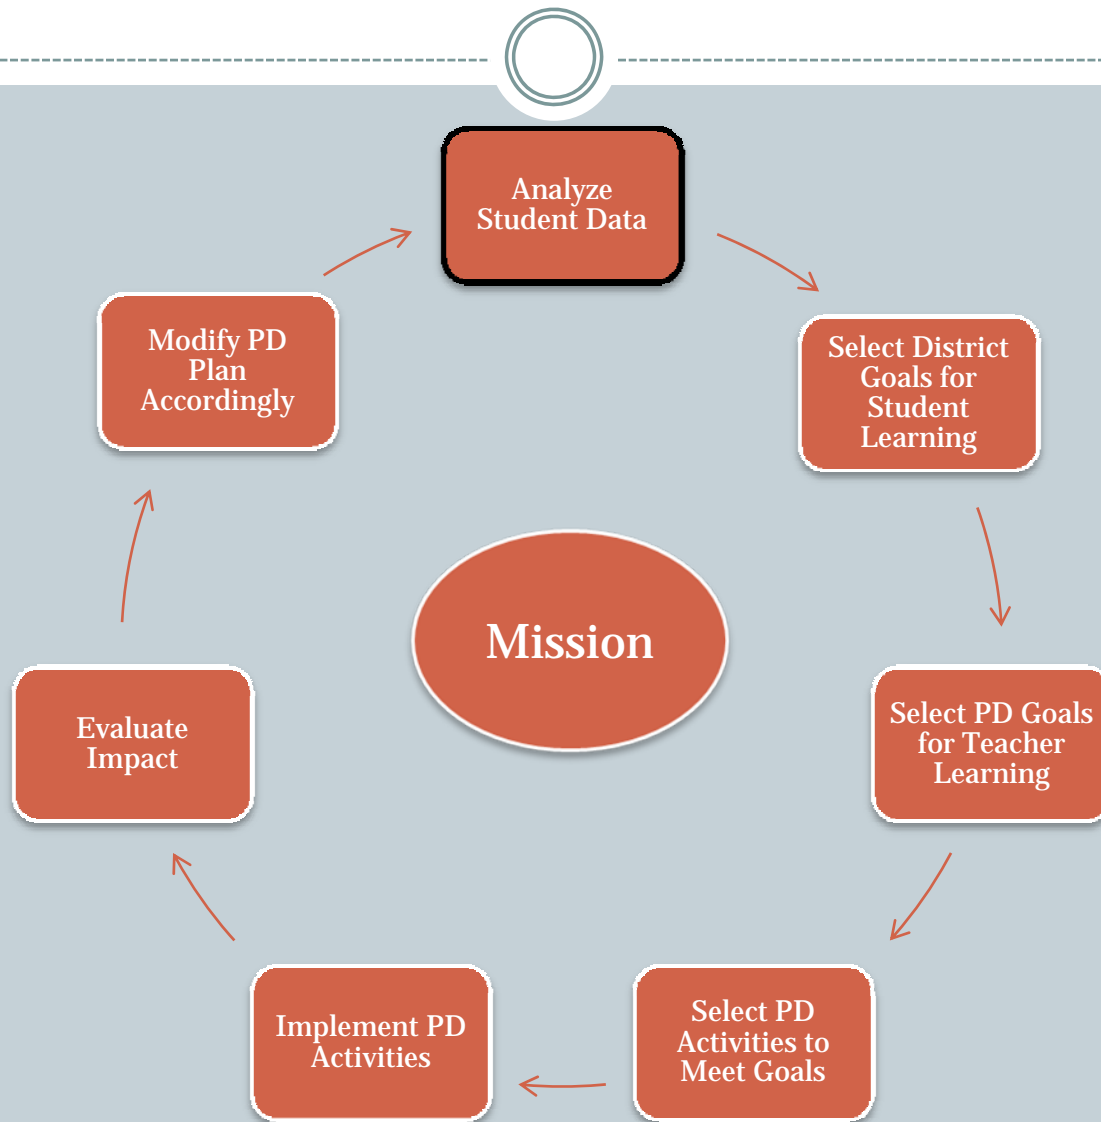 Analyze
Student Data
Select District
Goals for
Student
Learning
Select PD Goals
for Teacher
Learning
Select PD
Activities to
Meet Goals
Implement PD
Activities
Evaluate
Impact
Modify PD
Plan
Accordingly
Mission